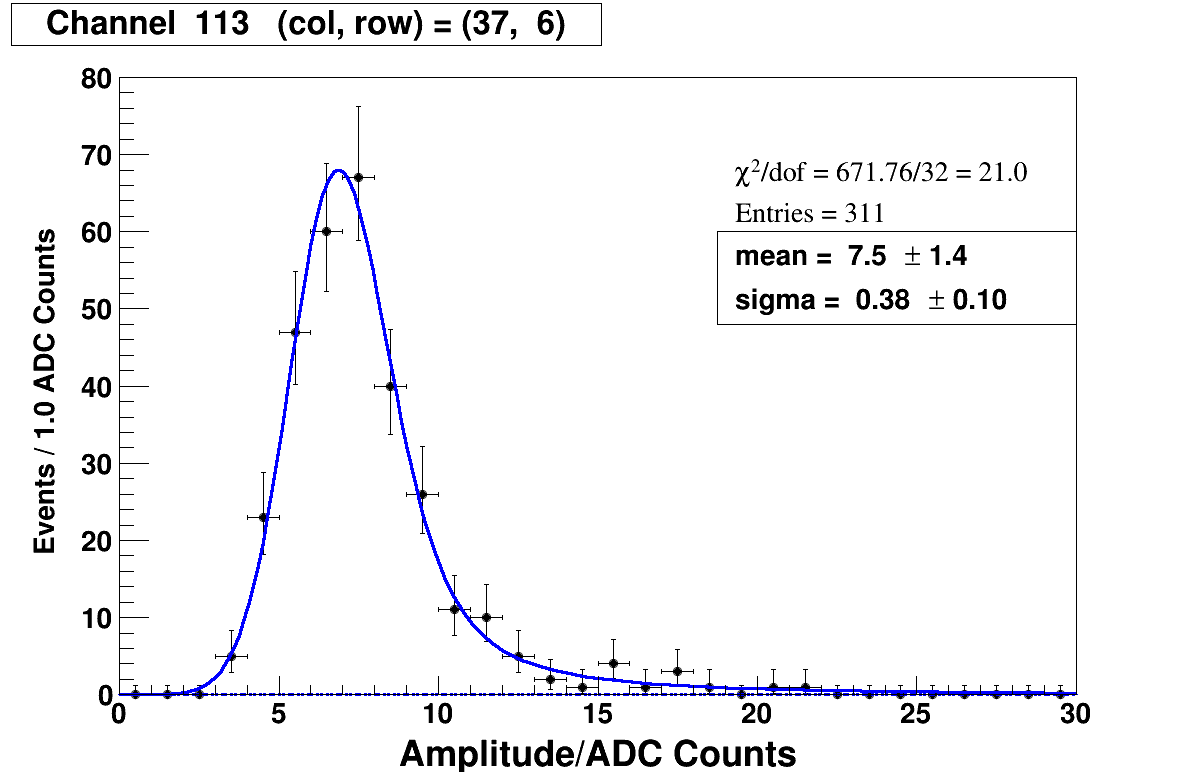 Channel 113 (col, row) = (37, 6)
80
70
60
50
40
30
20
10
0
Events / 1.0 ADC Counts
χ²/dof = 671.76/32 = 21.0
Entries = 311
mean = 7.5 ± 1.4
sigma = 0.38 ± 0.10
0 5 10 15 20 25 30
Amplitude/ADC Counts